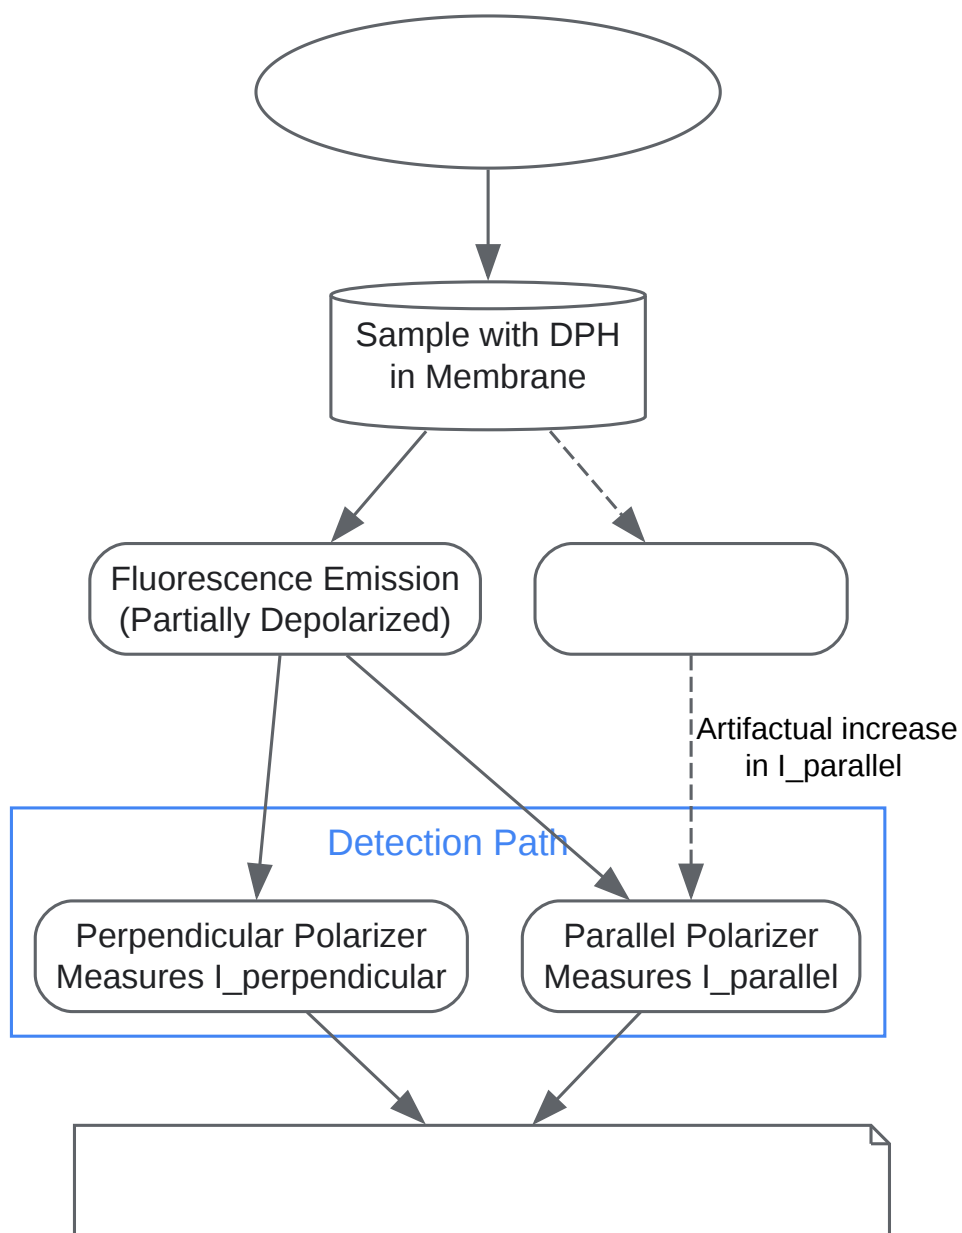 Sample with DPH
in Membrane
Fluorescence Emission
(Partially Depolarized)
Artifactual increase
in I_parallel
Detection Path
Perpendicular Polarizer
Measures I_perpendicular
Parallel Polarizer
Measures I_parallel